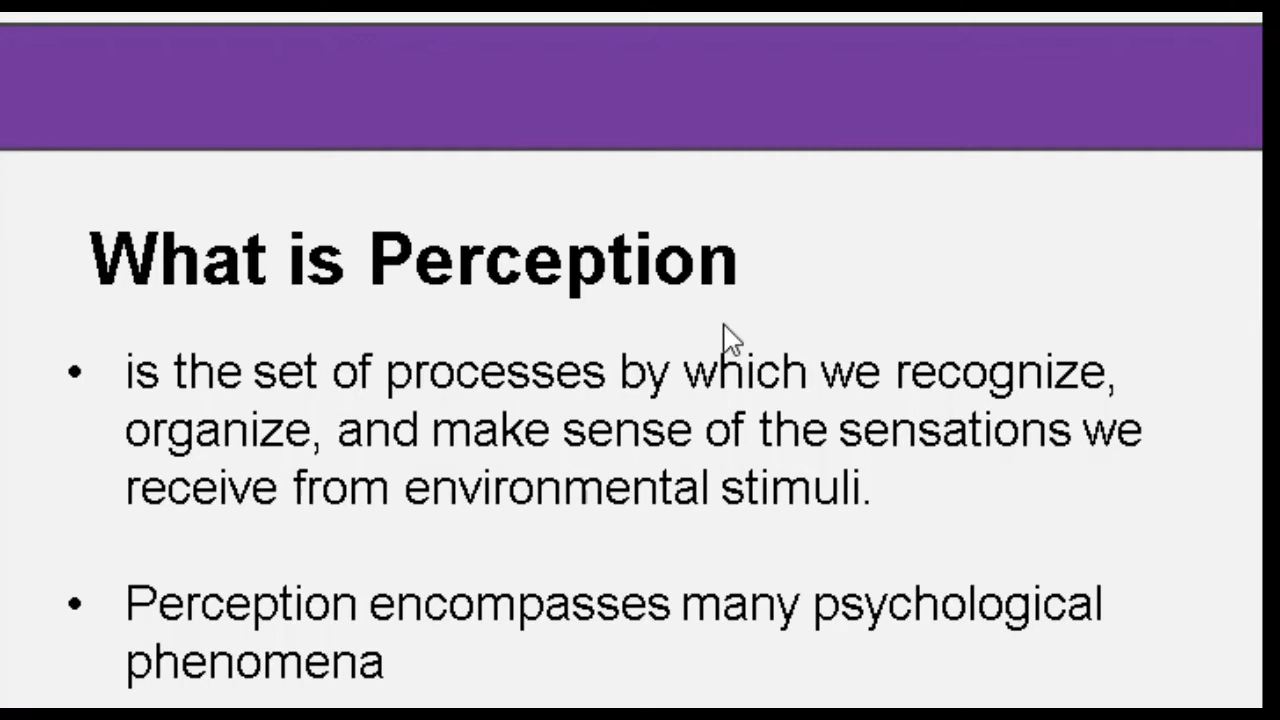 What is Perception
• is the set of processes by which we recognize,
organize, and make sense of the sensations we
receive from environmental stimuli.
• Perception encompasses many psychological
phenomena